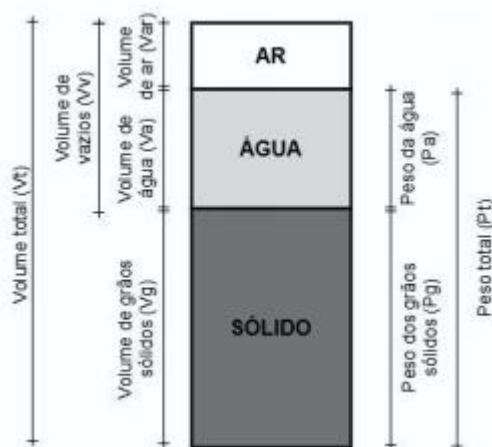 Volume total (Vt)
Volume de
vazios (Vv)
Volume
de ar (Var)
Volume de
água (Va)
Volume de grãos
sólidos (Vg)
AR
ÁGUA
SÓLIDO
Peso da água
(Pa)
Peso dos grãos
sólidos (Pg)
Peso total (Pt)